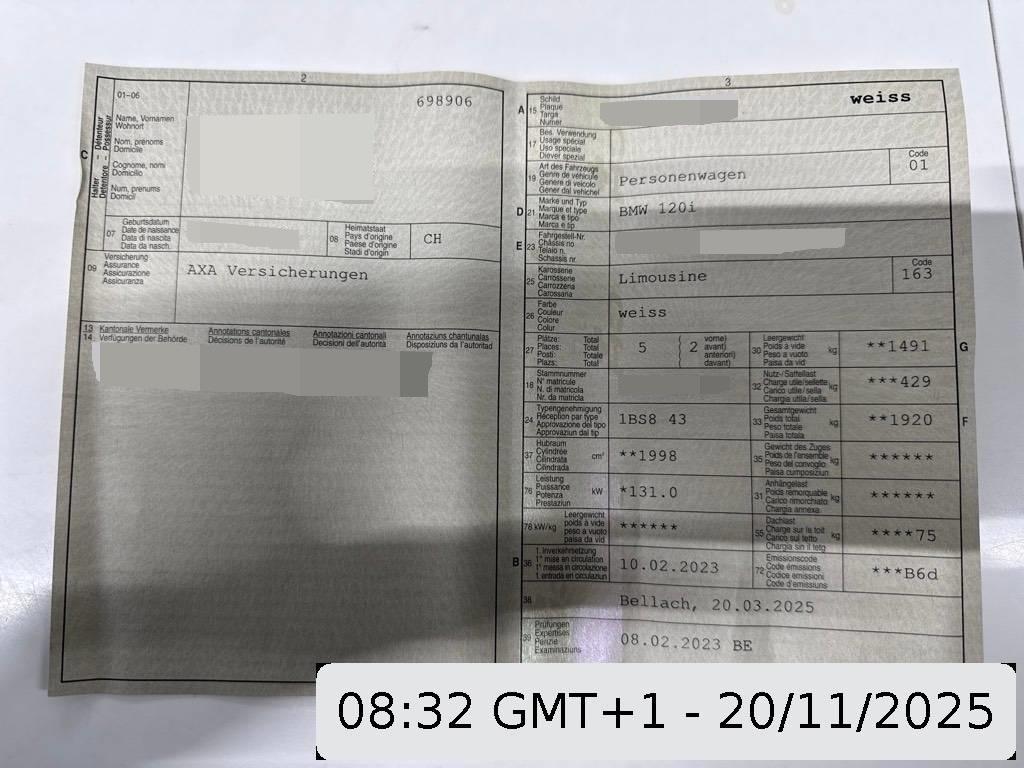 2
01-06
698906
C
Halter – Détenteur
Detentore – Possessur
Name, Vornamen
Wohnort
Nom, prénoms
Domicile
Cognome, nomi
Domicilio
Num, prenums
Domicil
07
Geburtsdatum
Date de naissance
Data di nascita
Data da nasch.
08
Heimatstaat
Pays d'origine
Paese d'origine
Stadi d'origin
CH
09
Versicherung
Assurance
Assicurazione
Assicuranza
AXA Versicherungen
13 Kantonale Vermerke
14 Verfügungen der Behörde
Annotations cantonales
Décisions de l'autorité
Annotazioni cantonali
Decisioni dell'autorità
Annotaziuns chantunalas
Disposiziuns da l'autoritad
3
A 15
Schild
Plaque
Targa
Numer
weiss
17
Bes. Verwendung
Usage spécial
Uso speciale
Diever spezial
19
Art des Fahrzeugs
Genre de véhicule
Genere di veicolo
Gener dal vehichel
Personenwagen
Code
01
D 21
Marke und Typ
Marque et type
Marca e tipo
Marca e tip
BMW 120i
E 23
Fahrgestell-Nr.
Châssis no
Telaio n.
Schassis nr.
25
Karosserie
Carrosserie
Carrozzeria
Carossaria
Limousine
Code
163
26
Farbe
Couleur
Colore
Colur
weiss
27
Plätze: Total
Places: Total
Posti: Totale
Plazs: Total
5 { 2
vorne)
avant)
anteriori)
davant)
30
Leergewicht
Poids à vide
Peso a vuoto
Paisa da vid
kg
**1491
G
18
Stammnummer
N° matricule
N. di matricola
Nr. da matricla
32
Nutz-/Sattellast
Charge utile/sellette
Carico utile/sella
Chargia utila/sella
kg
***429
24
Typengenehmigung
Réception par type
Approvazione del tipo
Approvaziun dal tip
1BS8 43
33
Gesamtgewicht
Poids total
Peso totale
Paisa totala
kg
**1920
F
37
Hubraum
Cylindrée
Cilindrata
Cilindrada
cm³
**1998
35
Gewicht des Zuges
Poids de l'ensemble
Peso del convoglio
Paisa cumposiziun
kg
******
76
Leistung
Puissance
Potenza
Prestaziun
kW
*131.0
31
Anhängelast
Poids remorquable
Carico rimorchiato
Chargia annexa
kg
******
78 kW/kg
Leergewicht
poids à vide
peso a vuoto
paisa da vid
******
55
Dachlast
Charge sur le toit
Carico sul tetto
Chargia sin il tetg
kg
****75
B 36
1. Inverkehrsetzung
1re mise en circulation
1a messa in circolazione
1. entrada en circulaziun
10.02.2023
72
Emissionscode
Code émissions
Codice emissioni
Code d'emissiuns
***B6d
38
Bellach, 20.03.2025
39
Prüfungen
Expertises
Perizie
Examinaziuns
08.02.2023 BE
08:32 GMT+1 - 20/11/2025